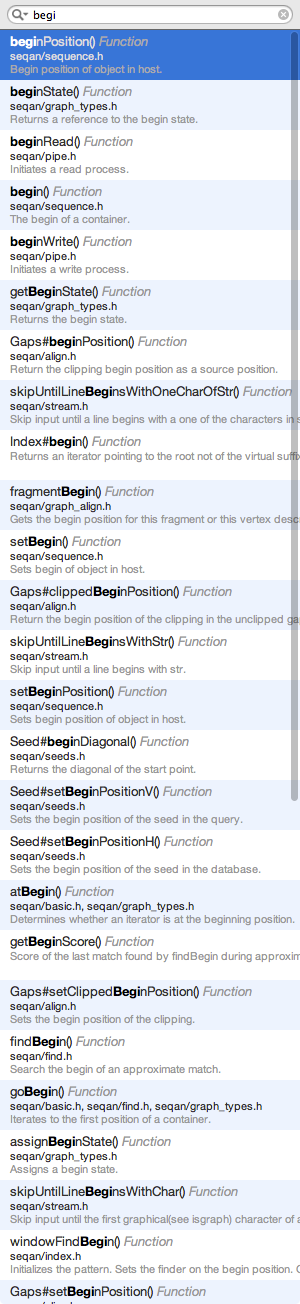 begi
beginPosition() Function
seqan/sequence.h
Begin position of object in host.
beginState() Function
seqan/graph_types.h
Returns a reference to the begin state.
beginRead() Function
seqan/pipe.h
Initiates a read process.
begin() Function
seqan/sequence.h
The begin of a container.
beginWrite() Function
seqan/pipe.h
Initiates a write process.
getBeginState() Function
seqan/graph_types.h
Returns the begin state.
Gaps#beginPosition() Function
seqan/align.h
Return the clipping begin position as a source position.
skipUntilLineBeginsWithOneCharOfStr() Function
seqan/stream.h
Skip input until a line begins with a one of the characters in s
Index#begin() Function
Returns an iterator pointing to the root not of the virtual suffix
fragmentBegin() Function
seqan/graph_align.h
Gets the begin position for this fragment or this vertex desc
setBegin() Function
seqan/sequence.h
Sets begin of object in host.
Gaps#clippedBeginPosition() Function
seqan/align.h
Return the begin position of the clipping in the unclipped ga
skipUntilLineBeginsWithStr() Function
seqan/stream.h
Skip input until a line begins with str.
setBeginPosition() Function
seqan/sequence.h
Sets begin position of object in host.
Seed#beginDiagonal() Function
seqan/seeds.h
Returns the diagonal of the start point.
Seed#setBeginPositionV() Function
seqan/seeds.h
Sets the begin position of the seed in the query.
Seed#setBeginPositionH() Function
seqan/seeds.h
Sets the begin position of the seed in the database.
atBegin() Function
seqan/basic.h, seqan/graph_types.h
Determines whether an iterator is at the beginning position.
getBeginScore() Function
Score of the last match found by findBegin during approxim
Gaps#setClippedBeginPosition() Function
seqan/align.h
Sets the begin position of the clipping.
findBegin() Function
seqan/find.h
Search the begin of an approximate match.
goBegin() Function
seqan/basic.h, seqan/find.h, seqan/graph_types.h
Iterates to the first position of a container.
assignBeginState() Function
seqan/graph_types.h
Assigns a begin state.
skipUntilLineBeginsWithChar() Function
seqan/stream.h
Skip input until the first graphical(see isgraph) character of a
windowFindBegin() Function
seqan/index.h
Initializes the pattern. Sets the finder on the begin position. C
Gaps#setBeginPosition() Function